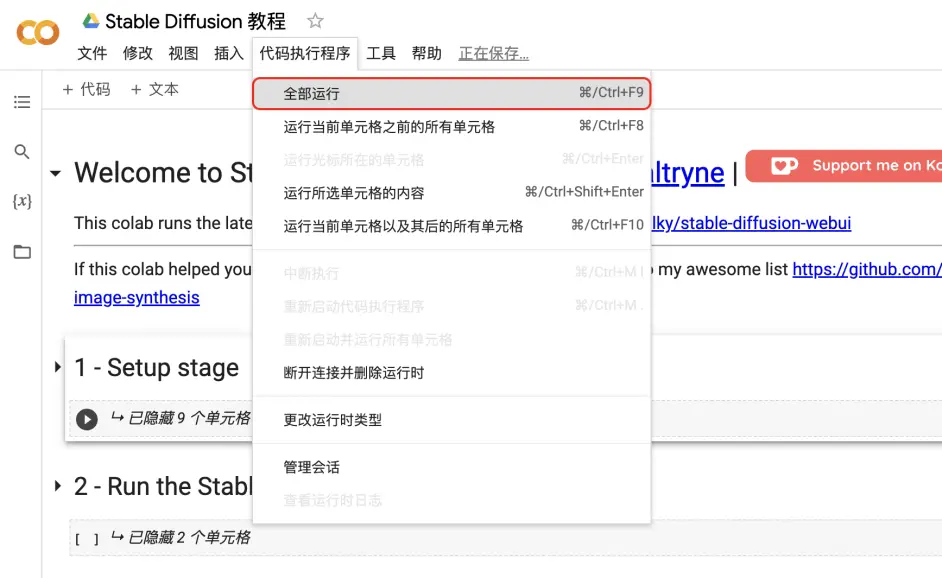 Stable Diffusion 教程
文件 修改 视图 插入 代码执行程序 工具 帮助 正在保存...
+ 代码 + 文本
全部运行 ⌘/Ctrl+F9
运行当前单元格之前的所有单元格 ⌘/Ctrl+F8
运行光标所在的单元格 ⌘/Ctrl+Enter
运行所选单元格的内容 ⌘/Ctrl+Shift+Enter
运行当前单元格以及其后的所有单元格 ⌘/Ctrl+F10
中断执行 ⌘/Ctrl+M I
重新启动代码执行程序 ⌘/Ctrl+M .
重新启动并运行所有单元格
断开连接并删除运行时
更改运行时类型
管理会话
查看运行时日志
{x}
Welcome to St ltryne | Support me on Ko
This colab runs the late lky/stable-diffusion-webui
If this colab helped you my awesome list https://github.com/
image-synthesis
1 - Setup stage
↳ 已隐藏 9 个单元格
2 - Run the Stabl
[ ] ↳ 已隐藏 2 个单元格